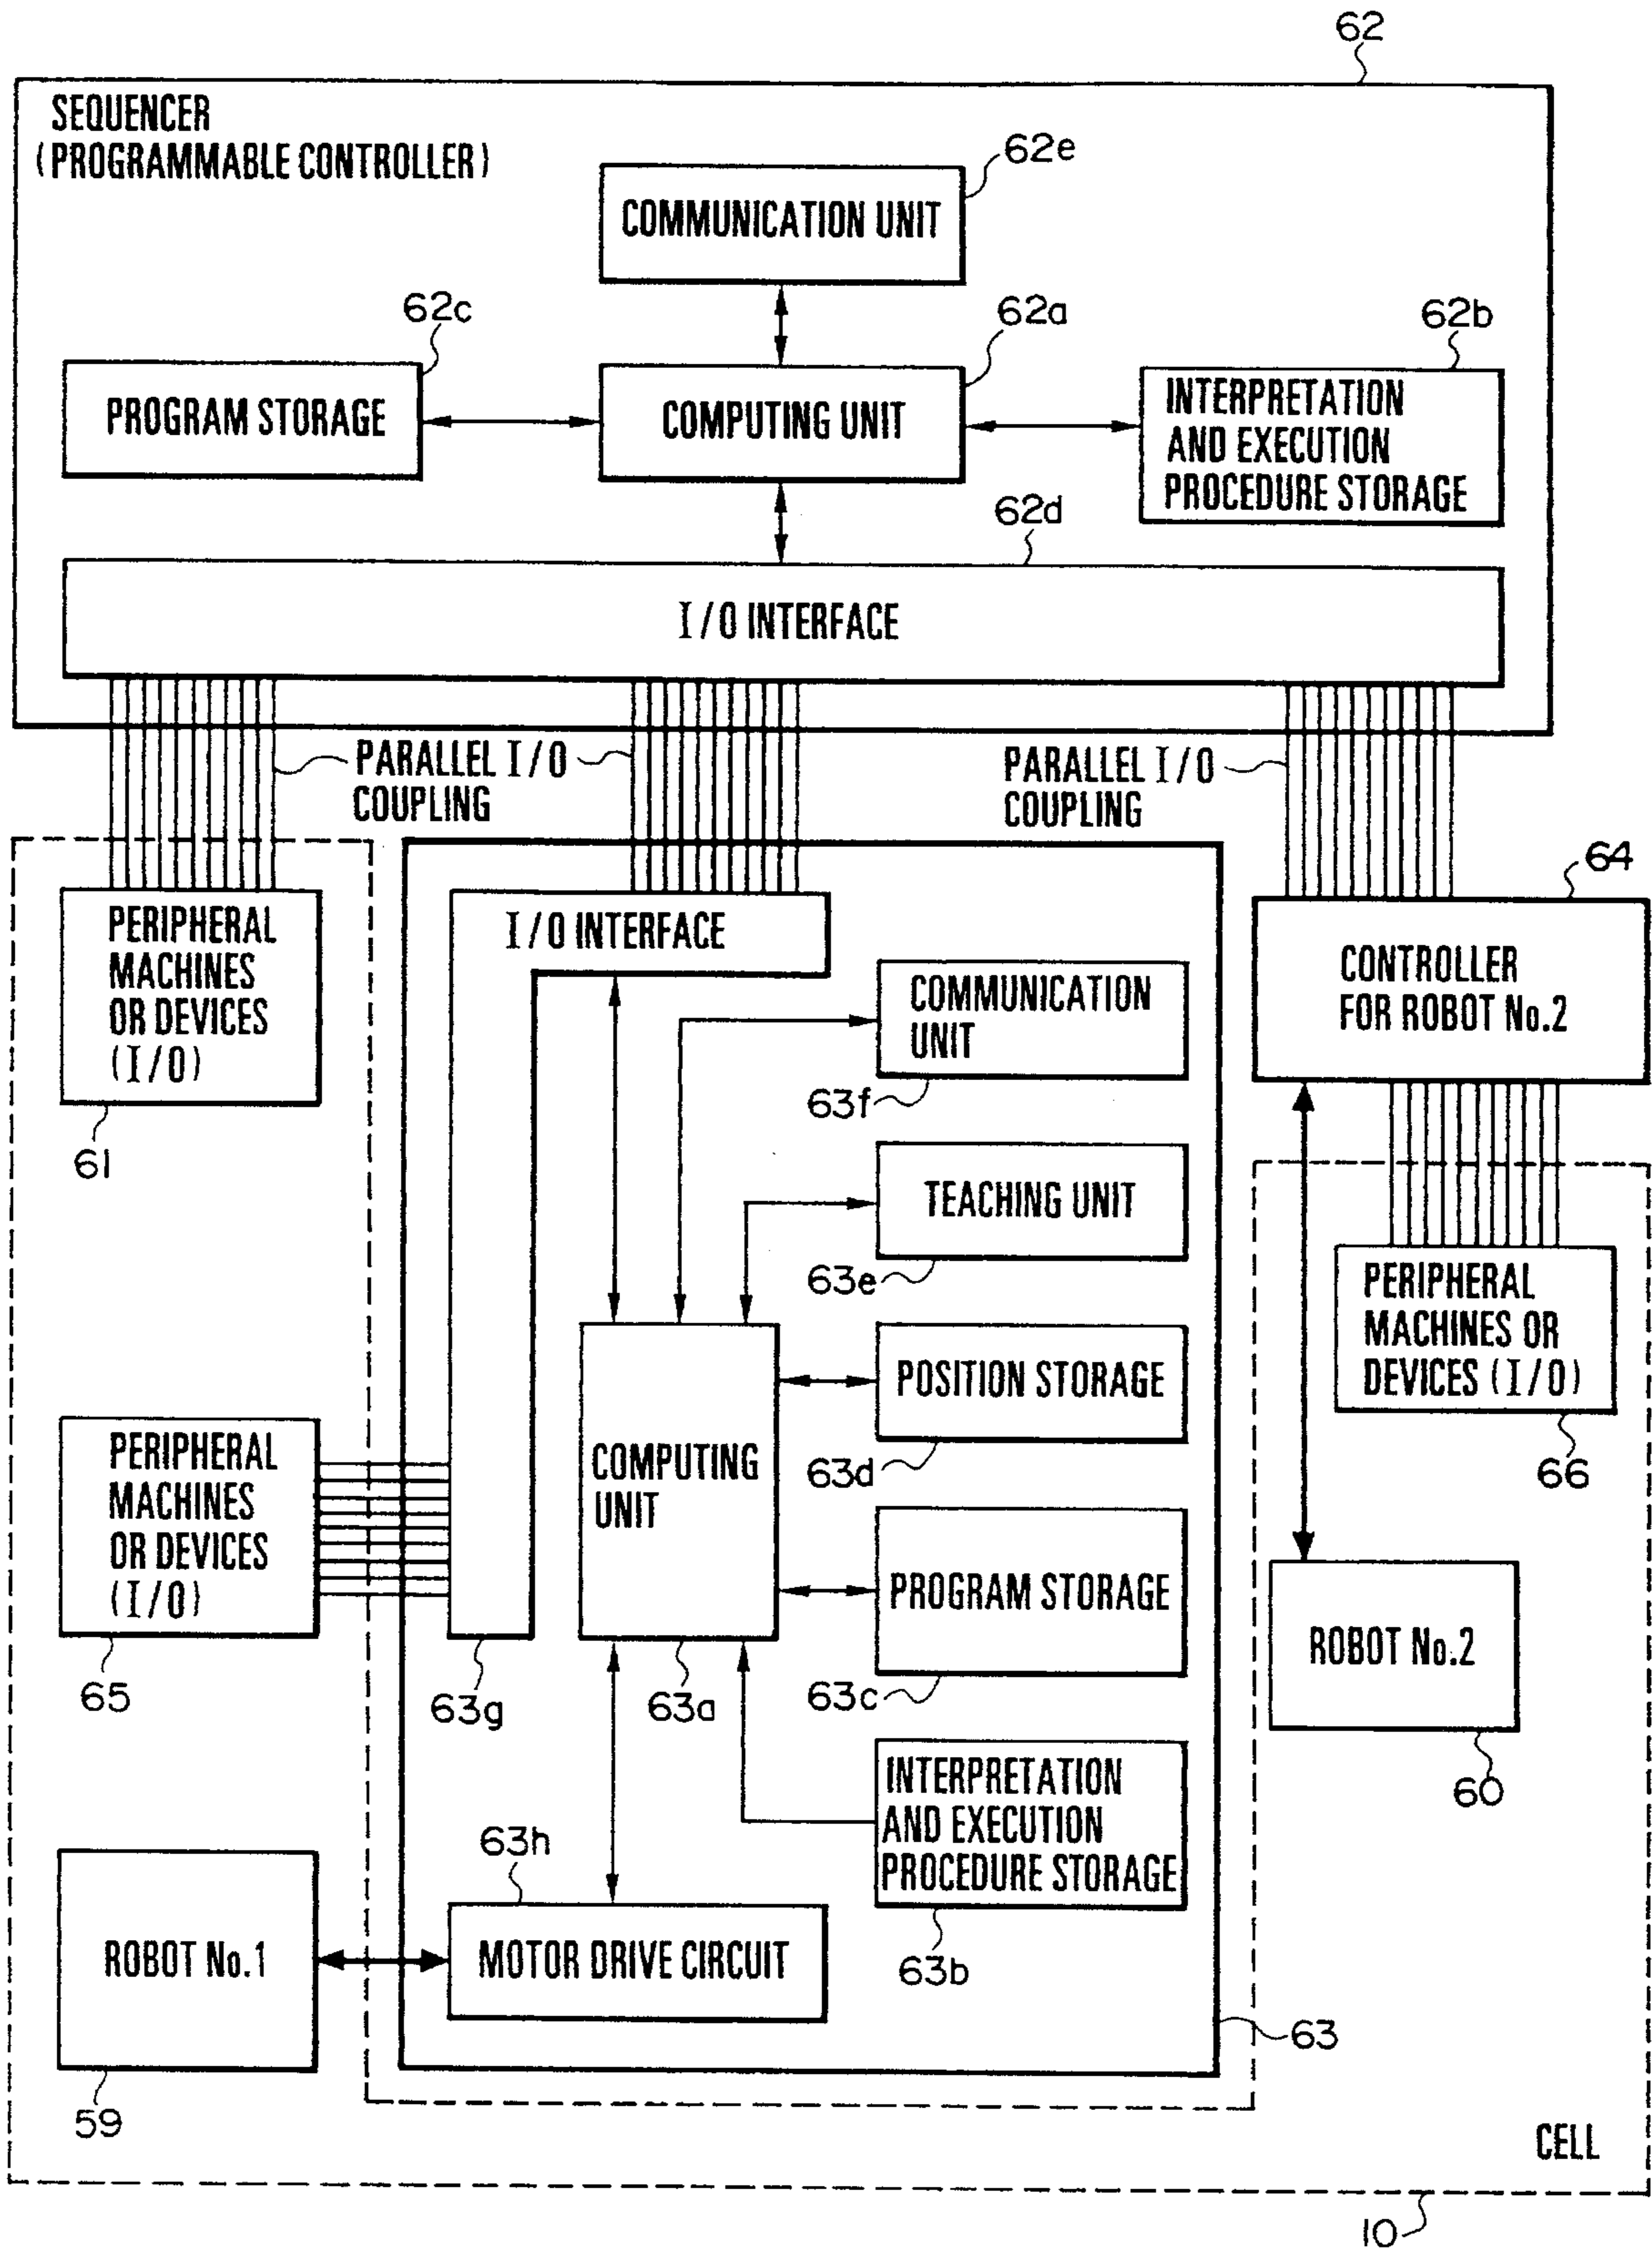 62
SEQUENCER
(PROGRAMMABLE CONTROLLER)
62e
COMMUNICATION UNIT
62c
62a
62b
PROGRAM STORAGE
COMPUTING UNIT
INTERPRETATION
AND EXECUTION
PROCEDURE STORAGE
62d
I/O INTERFACE
PARALLEL I/O
COUPLING
PARALLEL I/O
COUPLING
64
PERIPHERAL
MACHINES
OR DEVICES
(I/O)
61
I/O INTERFACE
CONTROLLER
FOR ROBOT No.2
COMMUNICATION
UNIT
63f
TEACHING UNIT
63e
PERIPHERAL
MACHINES OR
DEVICES (I/O)
66
POSITION STORAGE
63d
PERIPHERAL
MACHINES
OR DEVICES
(I/O)
65
COMPUTING
UNIT
PROGRAM STORAGE
63g
63a
63c
ROBOT No.2
60
INTERPRETATION
AND EXECUTION
PROCEDURE STORAGE
63b
63h
ROBOT No.1
MOTOR DRIVE CIRCUIT
63
59
CELL
10